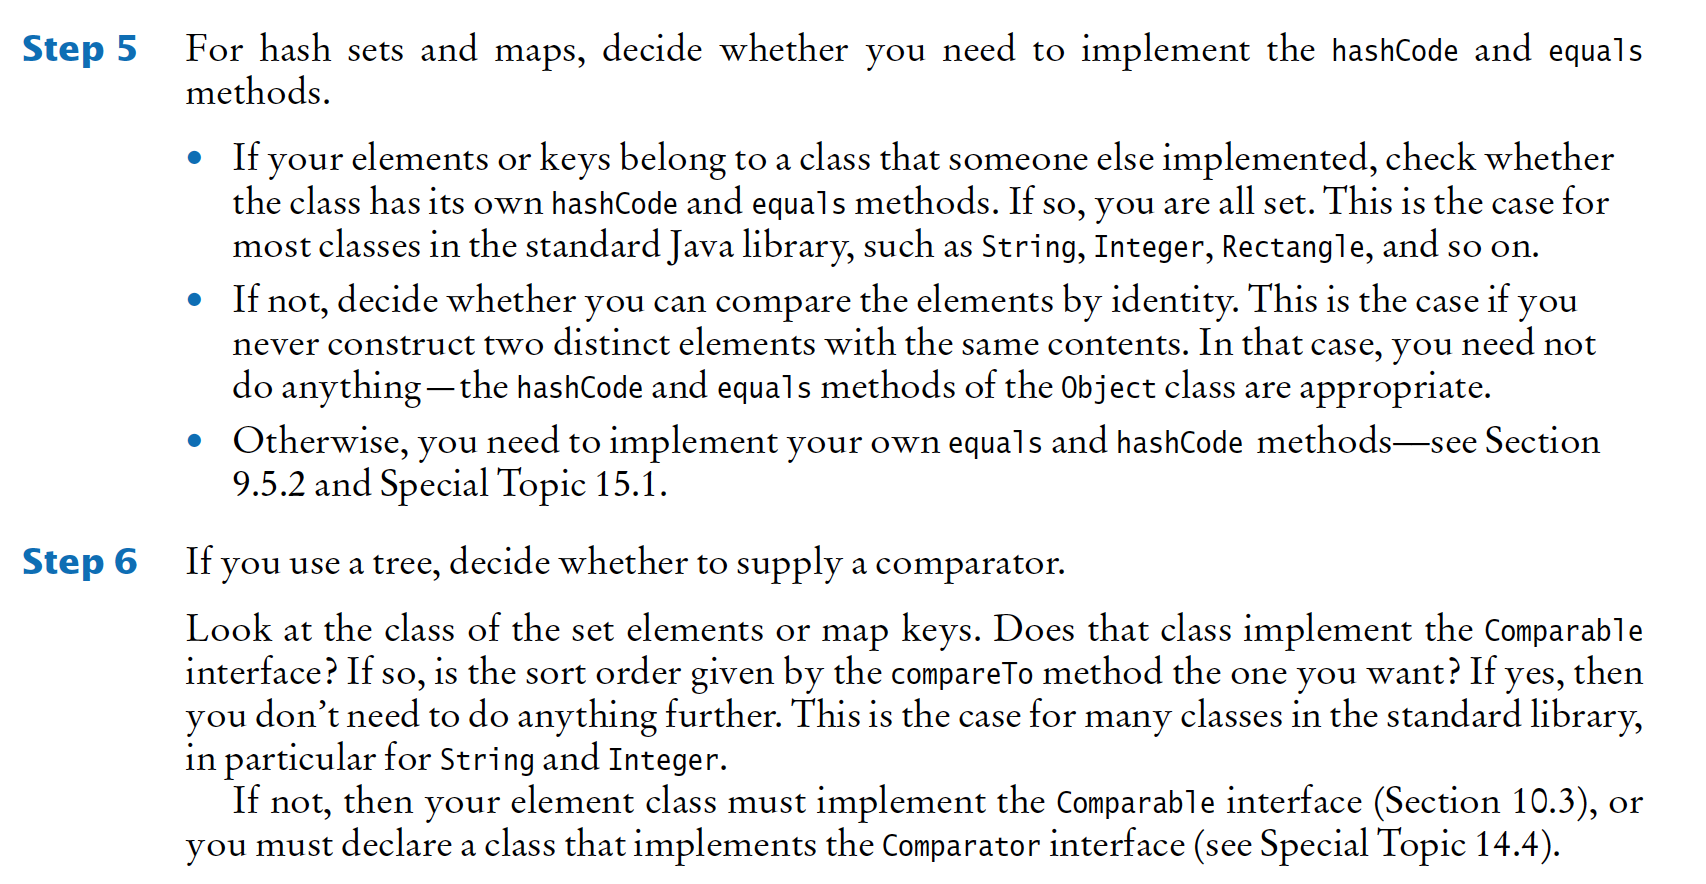 Step 5 For hash sets and maps, decide whether you need to implement the hashCode and equals
methods.
• If your elements or keys belong to a class that someone else implemented, check whether
the class has its own hashCode and equals methods. If so, you are all set. This is the case for
most classes in the standard Java library, such as String, Integer, Rectangle, and so on.
• If not, decide whether you can compare the elements by identity. This is the case if you
never construct two distinct elements with the same contents. In that case, you need not
do anything—the hashCode and equals methods of the Object class are appropriate.
• Otherwise, you need to implement your own equals and hashCode methods—see Section
9.5.2 and Special Topic 15.1.
Step 6 If you use a tree, decide whether to supply a comparator.
Look at the class of the set elements or map keys. Does that class implement the Comparable
interface? If so, is the sort order given by the compareTo method the one you want? If yes, then
you don’t need to do anything further. This is the case for many classes in the standard library,
in particular for String and Integer.
If not, then your element class must implement the Comparable interface (Section 10.3), or
you must declare a class that implements the Comparator interface (see Special Topic 14.4).